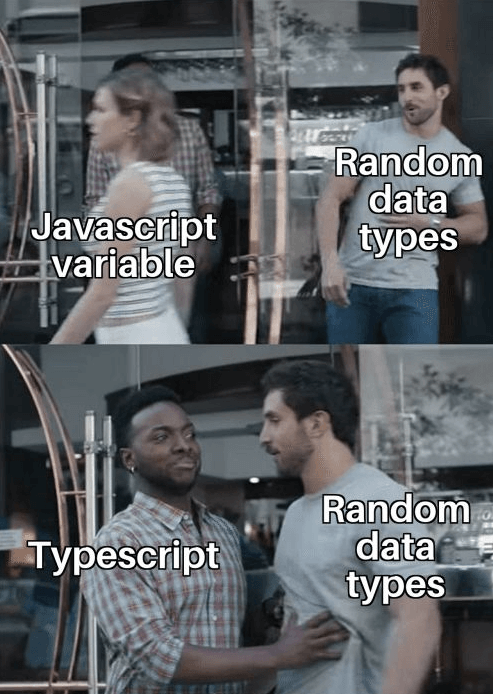 Random
data
types
Javascript
variable
Typescript
Random
data
types